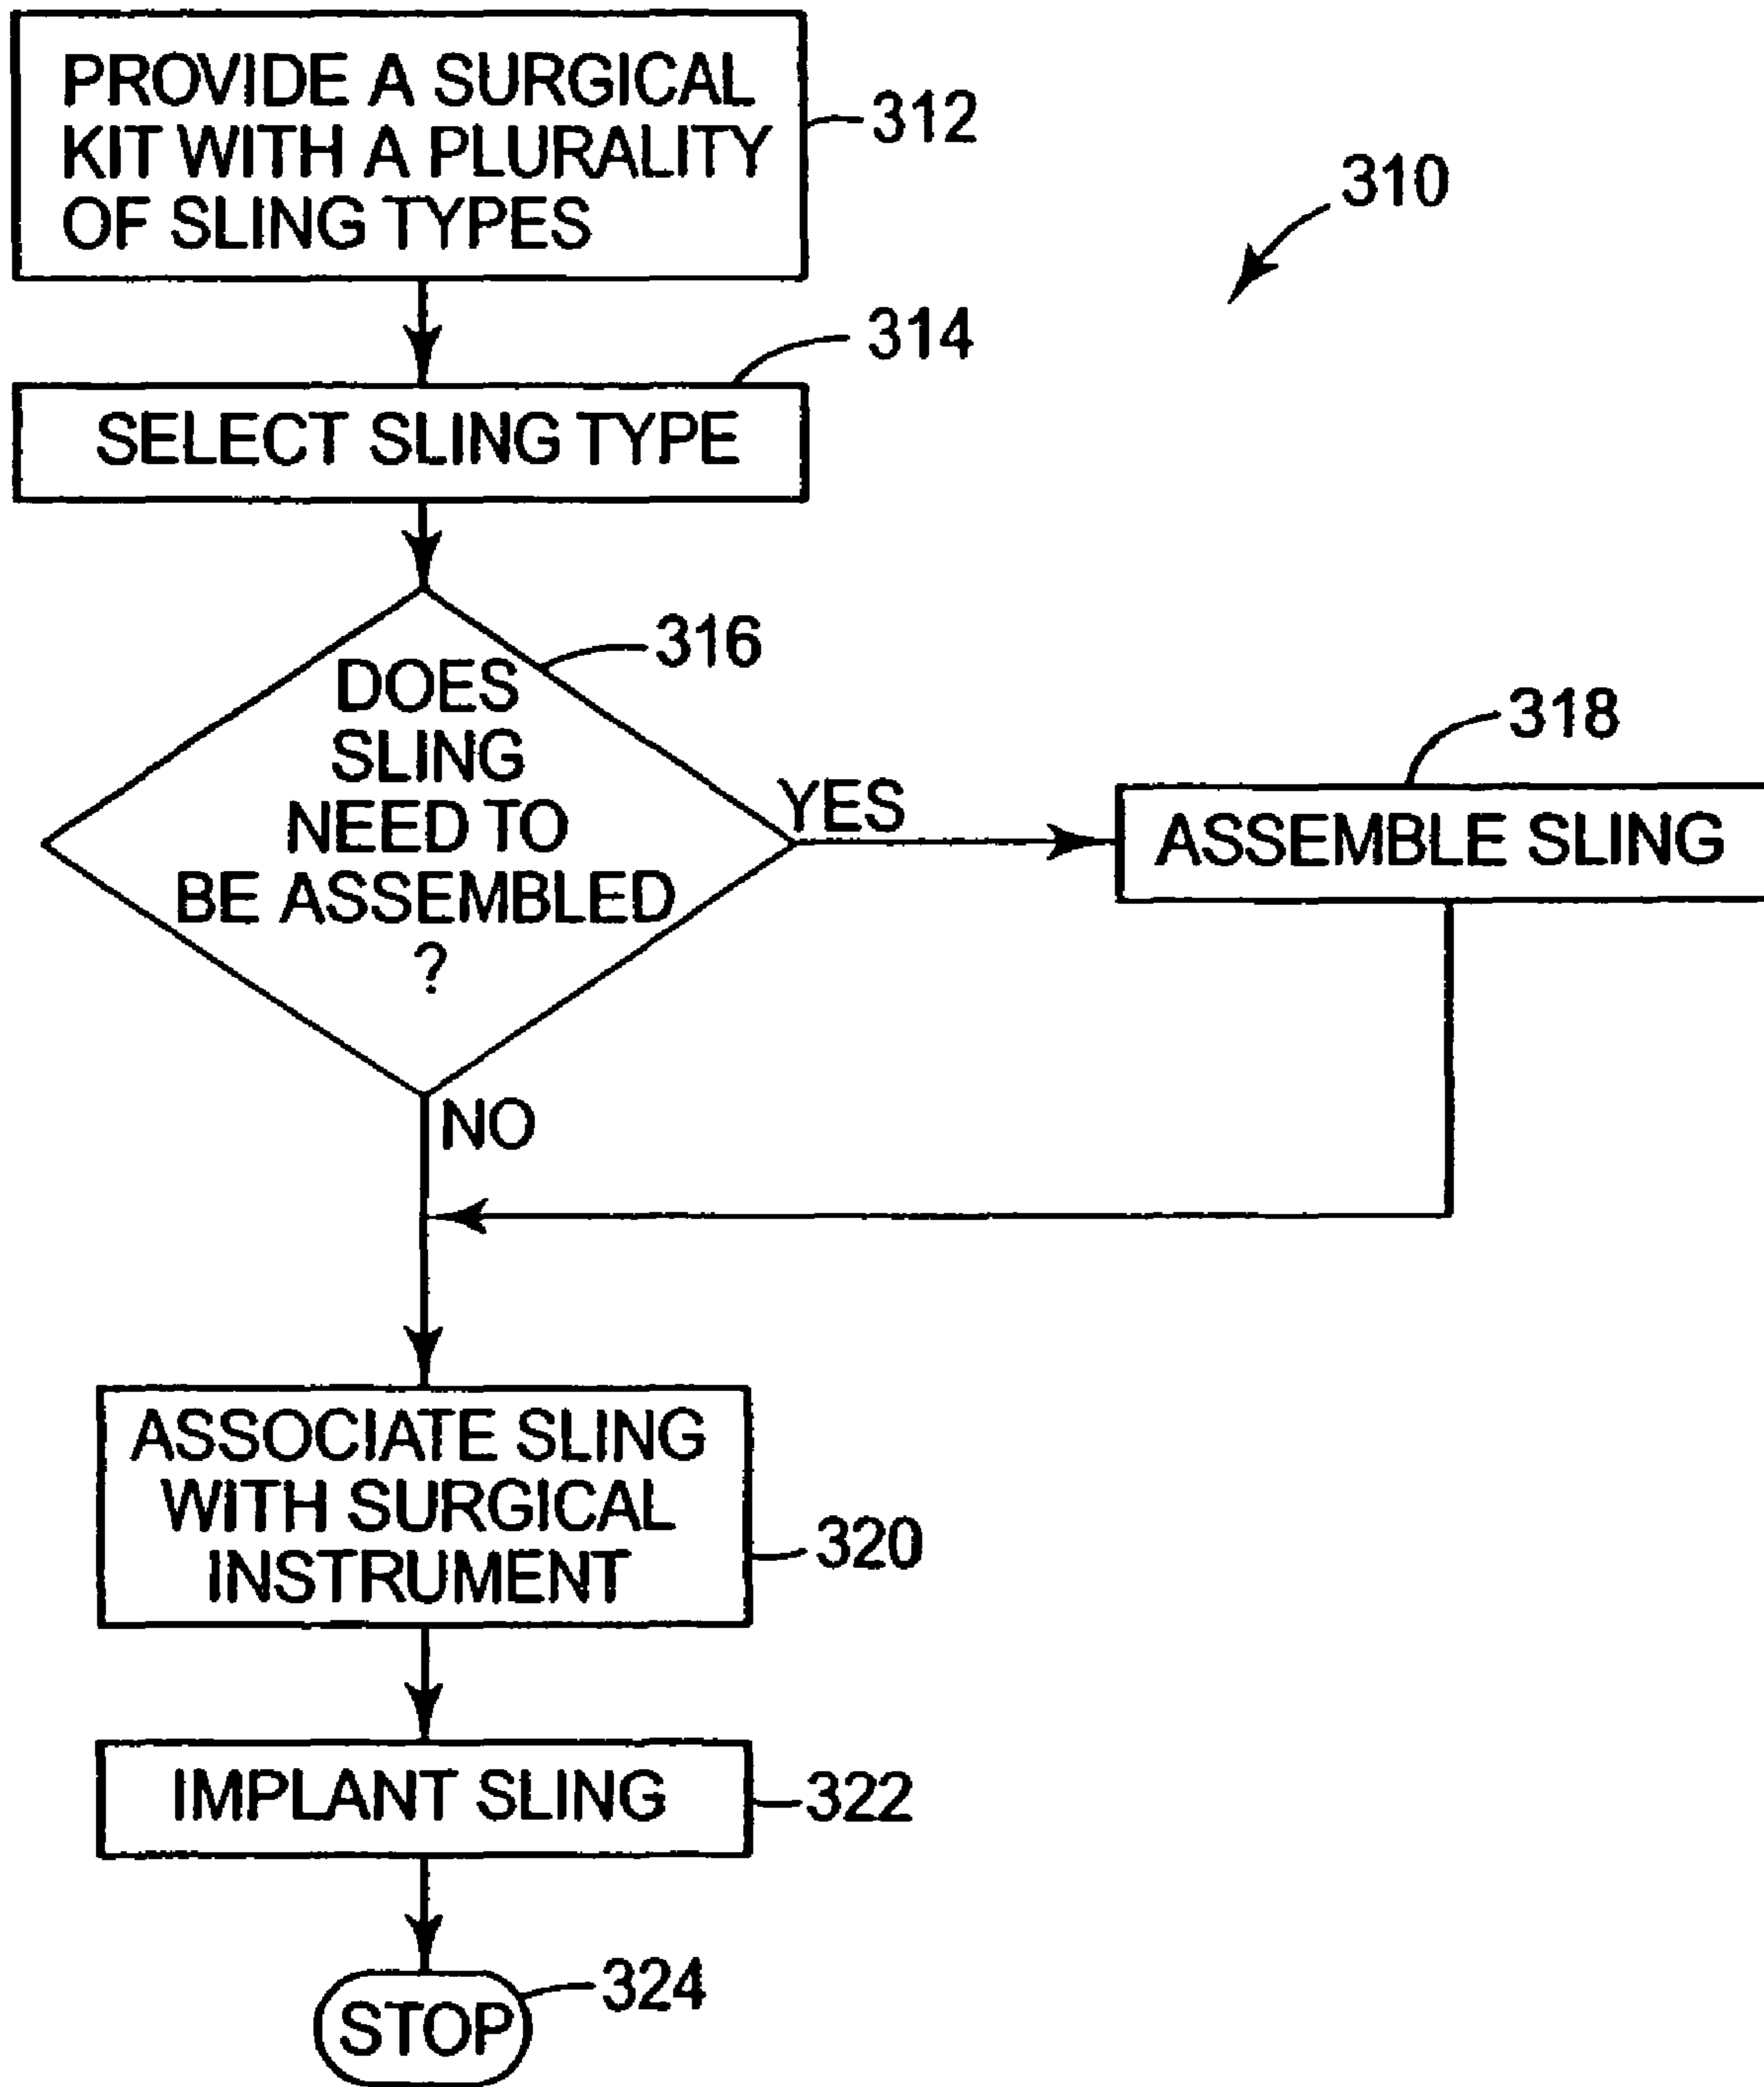 PROVIDE A SURGICAL
KIT WITH A PLURALITY
OF SLING TYPES
312
310
314
SELECT SLING TYPE
316
DOES
SLING
NEED TO
BE ASSEMBLED
?
YES
318
ASSEMBLE SLING
NO
ASSOCIATE SLING
WITH SURGICAL
INSTRUMENT
320
IMPLANT SLING
322
324
STOP